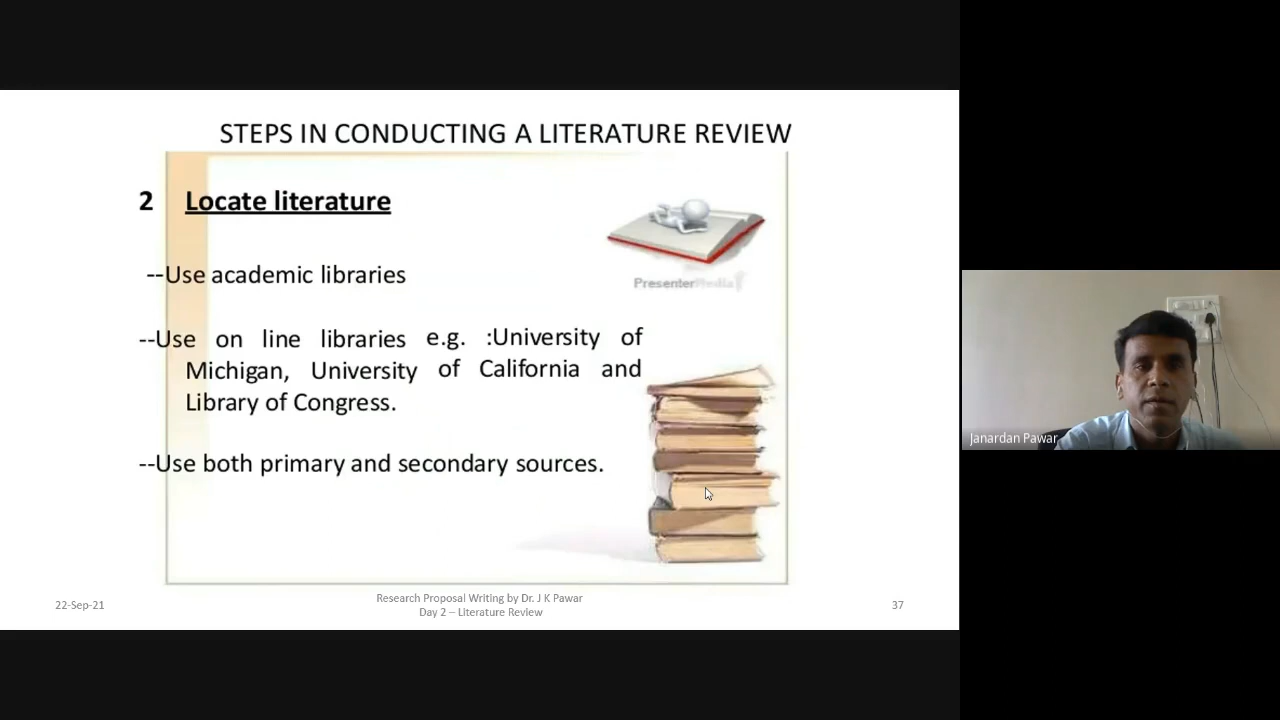 STEPS IN CONDUCTING A LITERATURE REVIEW
2 Locate literature
PresenterMedia
--Use academic libraries
--Use on line libraries e.g. :University of
Michigan, University of California and
Library of Congress.
--Use both primary and secondary sources.
22-Sep-21
Research Proposal Writing by Dr. J K Pawar
Day 2 – Literature Review
37
Janardan Pawar